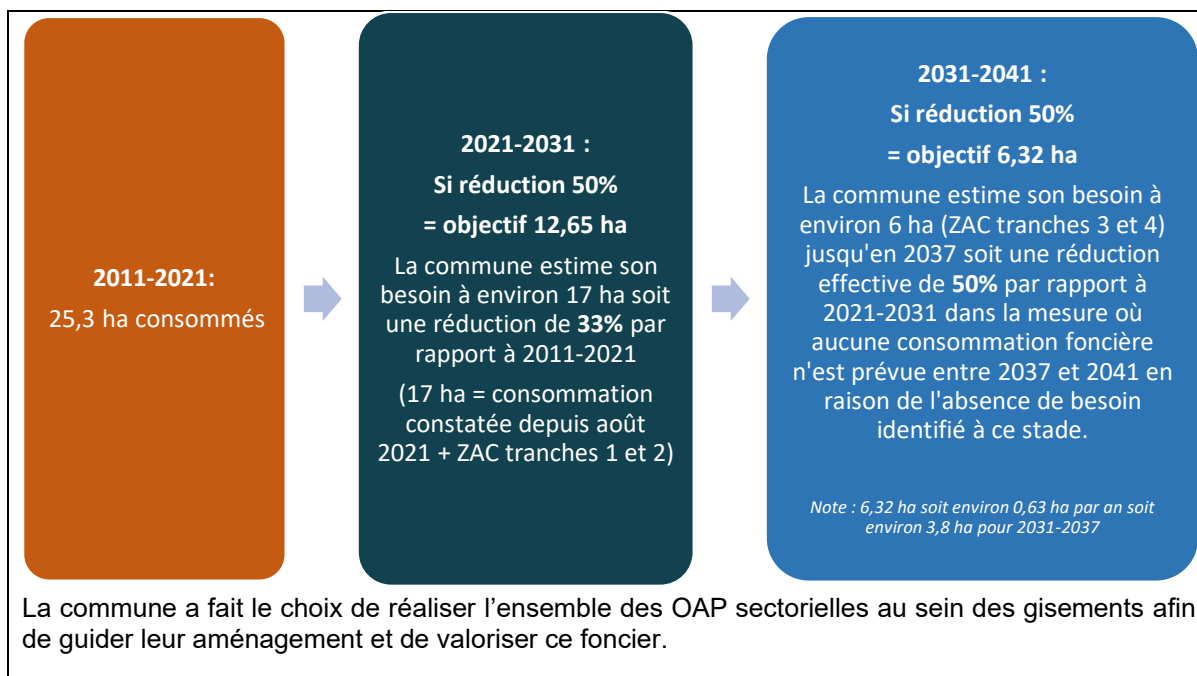 2011-2021:
25,3 ha consommés
2021-2031 :
Si réduction 50%
= objectif 12,65 ha
La commune estime son
besoin à environ 17 ha soit
une réduction de 33% par
rapport à 2011-2021
(17 ha = consommation
constatée depuis août
2021 + ZAC tranches 1 et 2)
2031-2041 :
Si réduction 50%
= objectif 6,32 ha
La commune estime son besoin à
environ 6 ha (ZAC tranches 3 et 4)
jusqu'en 2037 soit une réduction
effective de 50% par rapport à
2021-2031 dans la mesure où
aucune consommation foncière
n'est prévue entre 2037 et 2041 en
raison de l'absence de besoin
identifié à ce stade.
Note : 6,32 ha soit environ 0,63 ha par an soit
environ 3,8 ha pour 2031-2037
La commune a fait le choix de réaliser l’ensemble des OAP sectorielles au sein des gisements afin
de guider leur aménagement et de valoriser ce foncier.